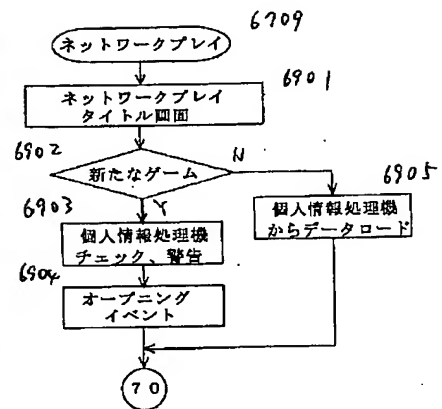 6709
ネットワークプレイ
6901
ネットワークプレイ
タイトル画面
6902
新たなゲーム
N
6903
Y
6905
個人情報処理機
チェック、警告
個人情報処理機
からデータロード
6904
オープニング
イベント
70